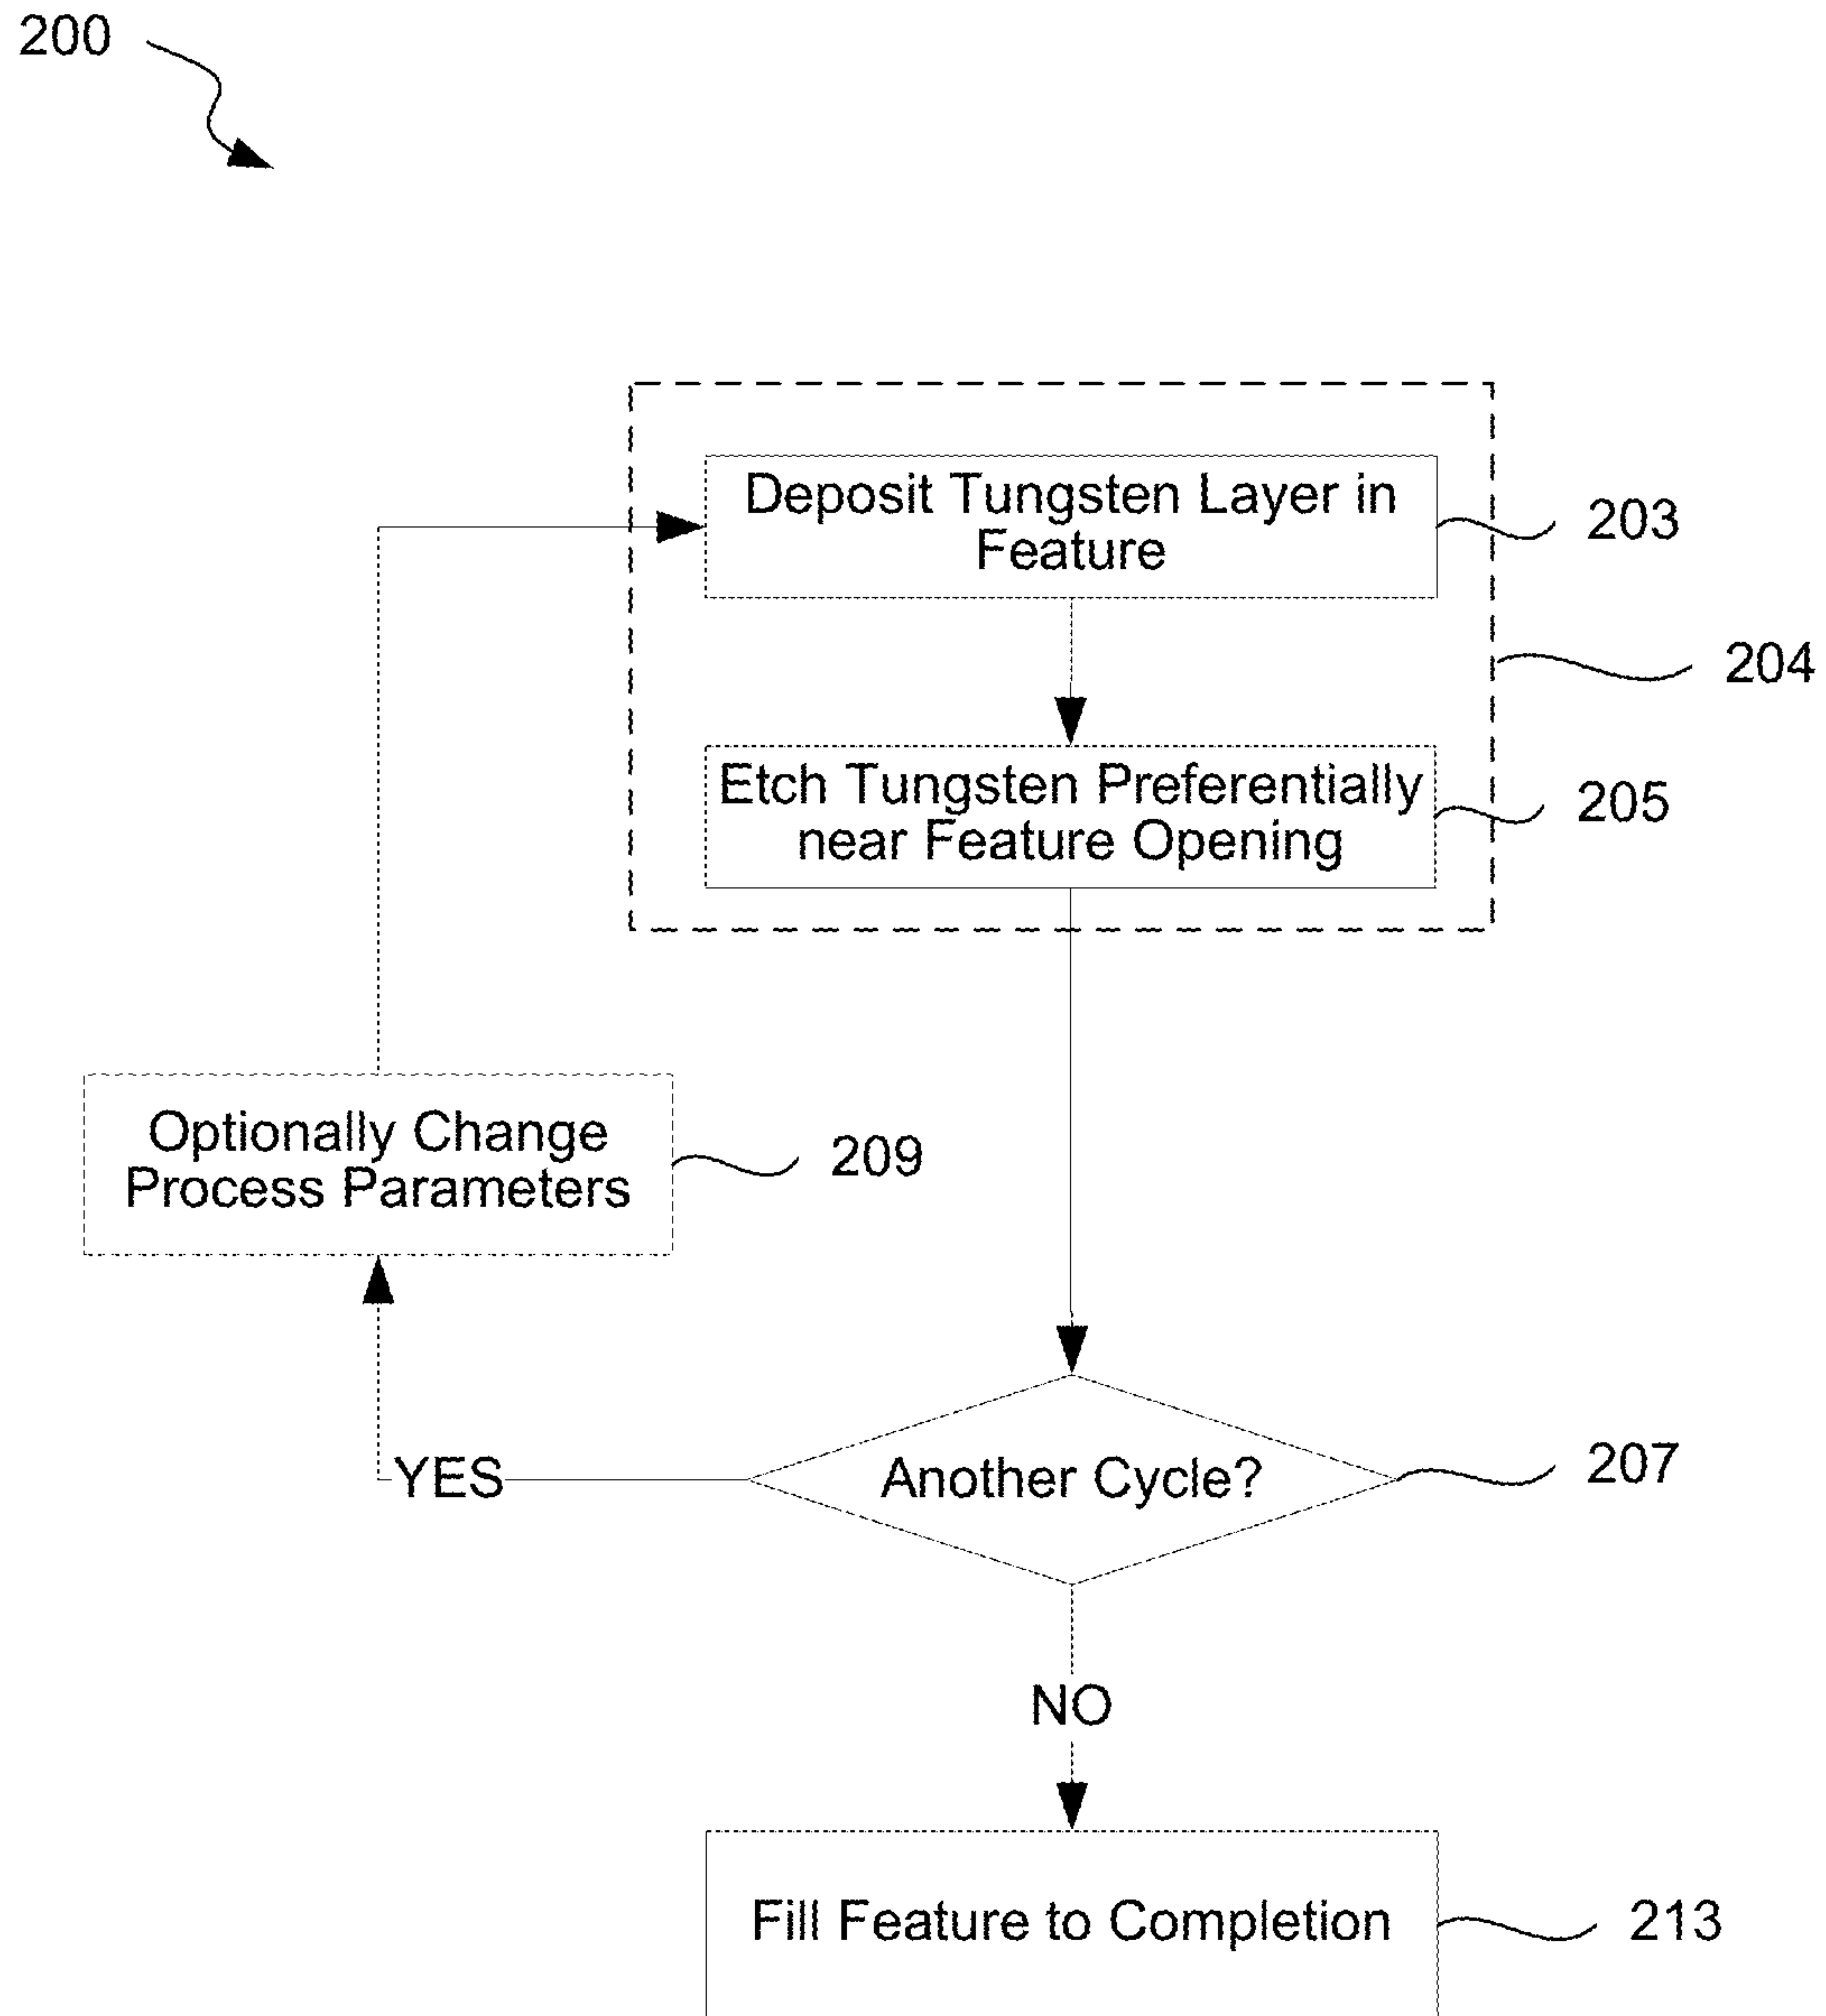 200
Deposit Tungsten Layer in
Feature
203
204
Etch Tungsten Preferentially
near Feature Opening
205
Optionally Change
Process Parameters
209
Another Cycle?
207
YES
NO
Fill Feature to Completion
213